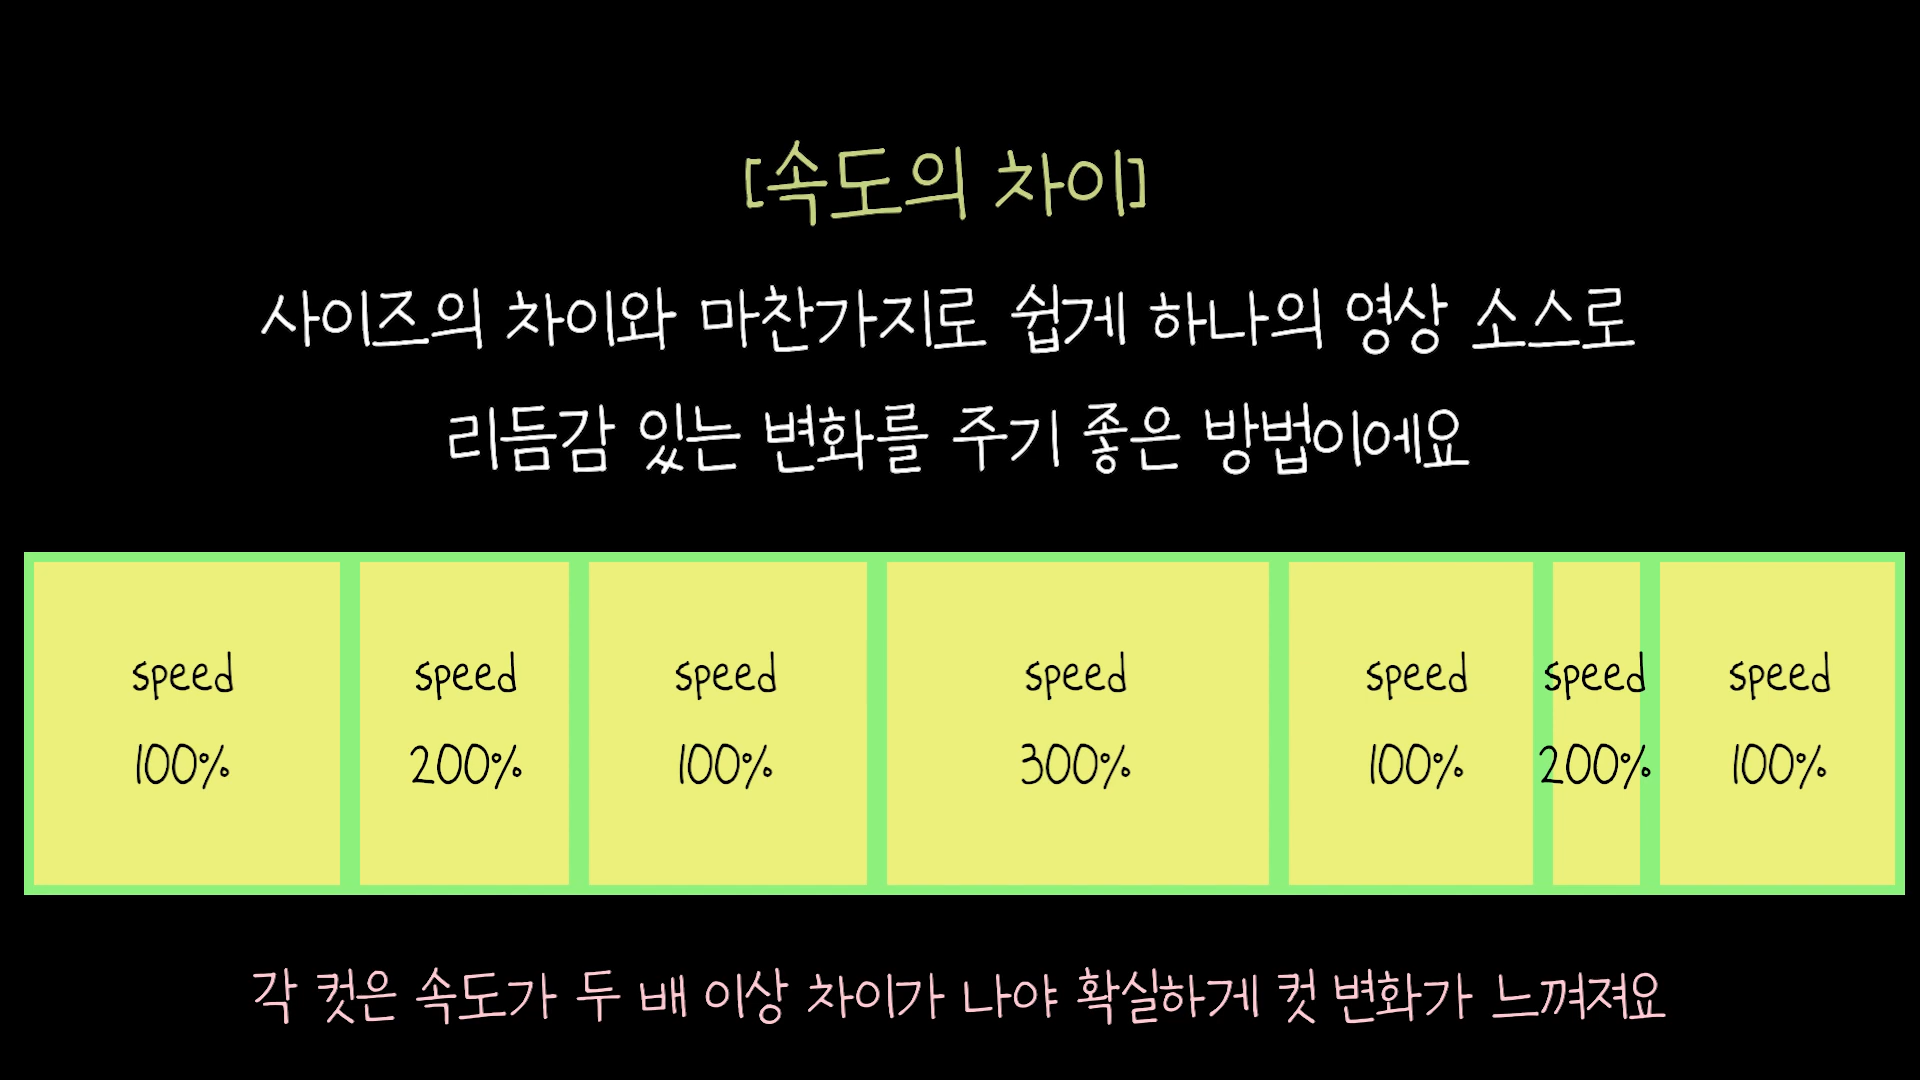 [속도의 차이]
사이즈의 차이와 마찬가지로 쉽게 하나의 영상 소스로
리듬감 있는 변화를 주기 좋은 방법이에요
speed
100%
speed
200%
speed
100%
speed
300%
speed
100%
speed
200%
speed
100%
각 컷은 속도가 두 배 이상 차이가 나야 확실하게 컷 변화가 느껴져요